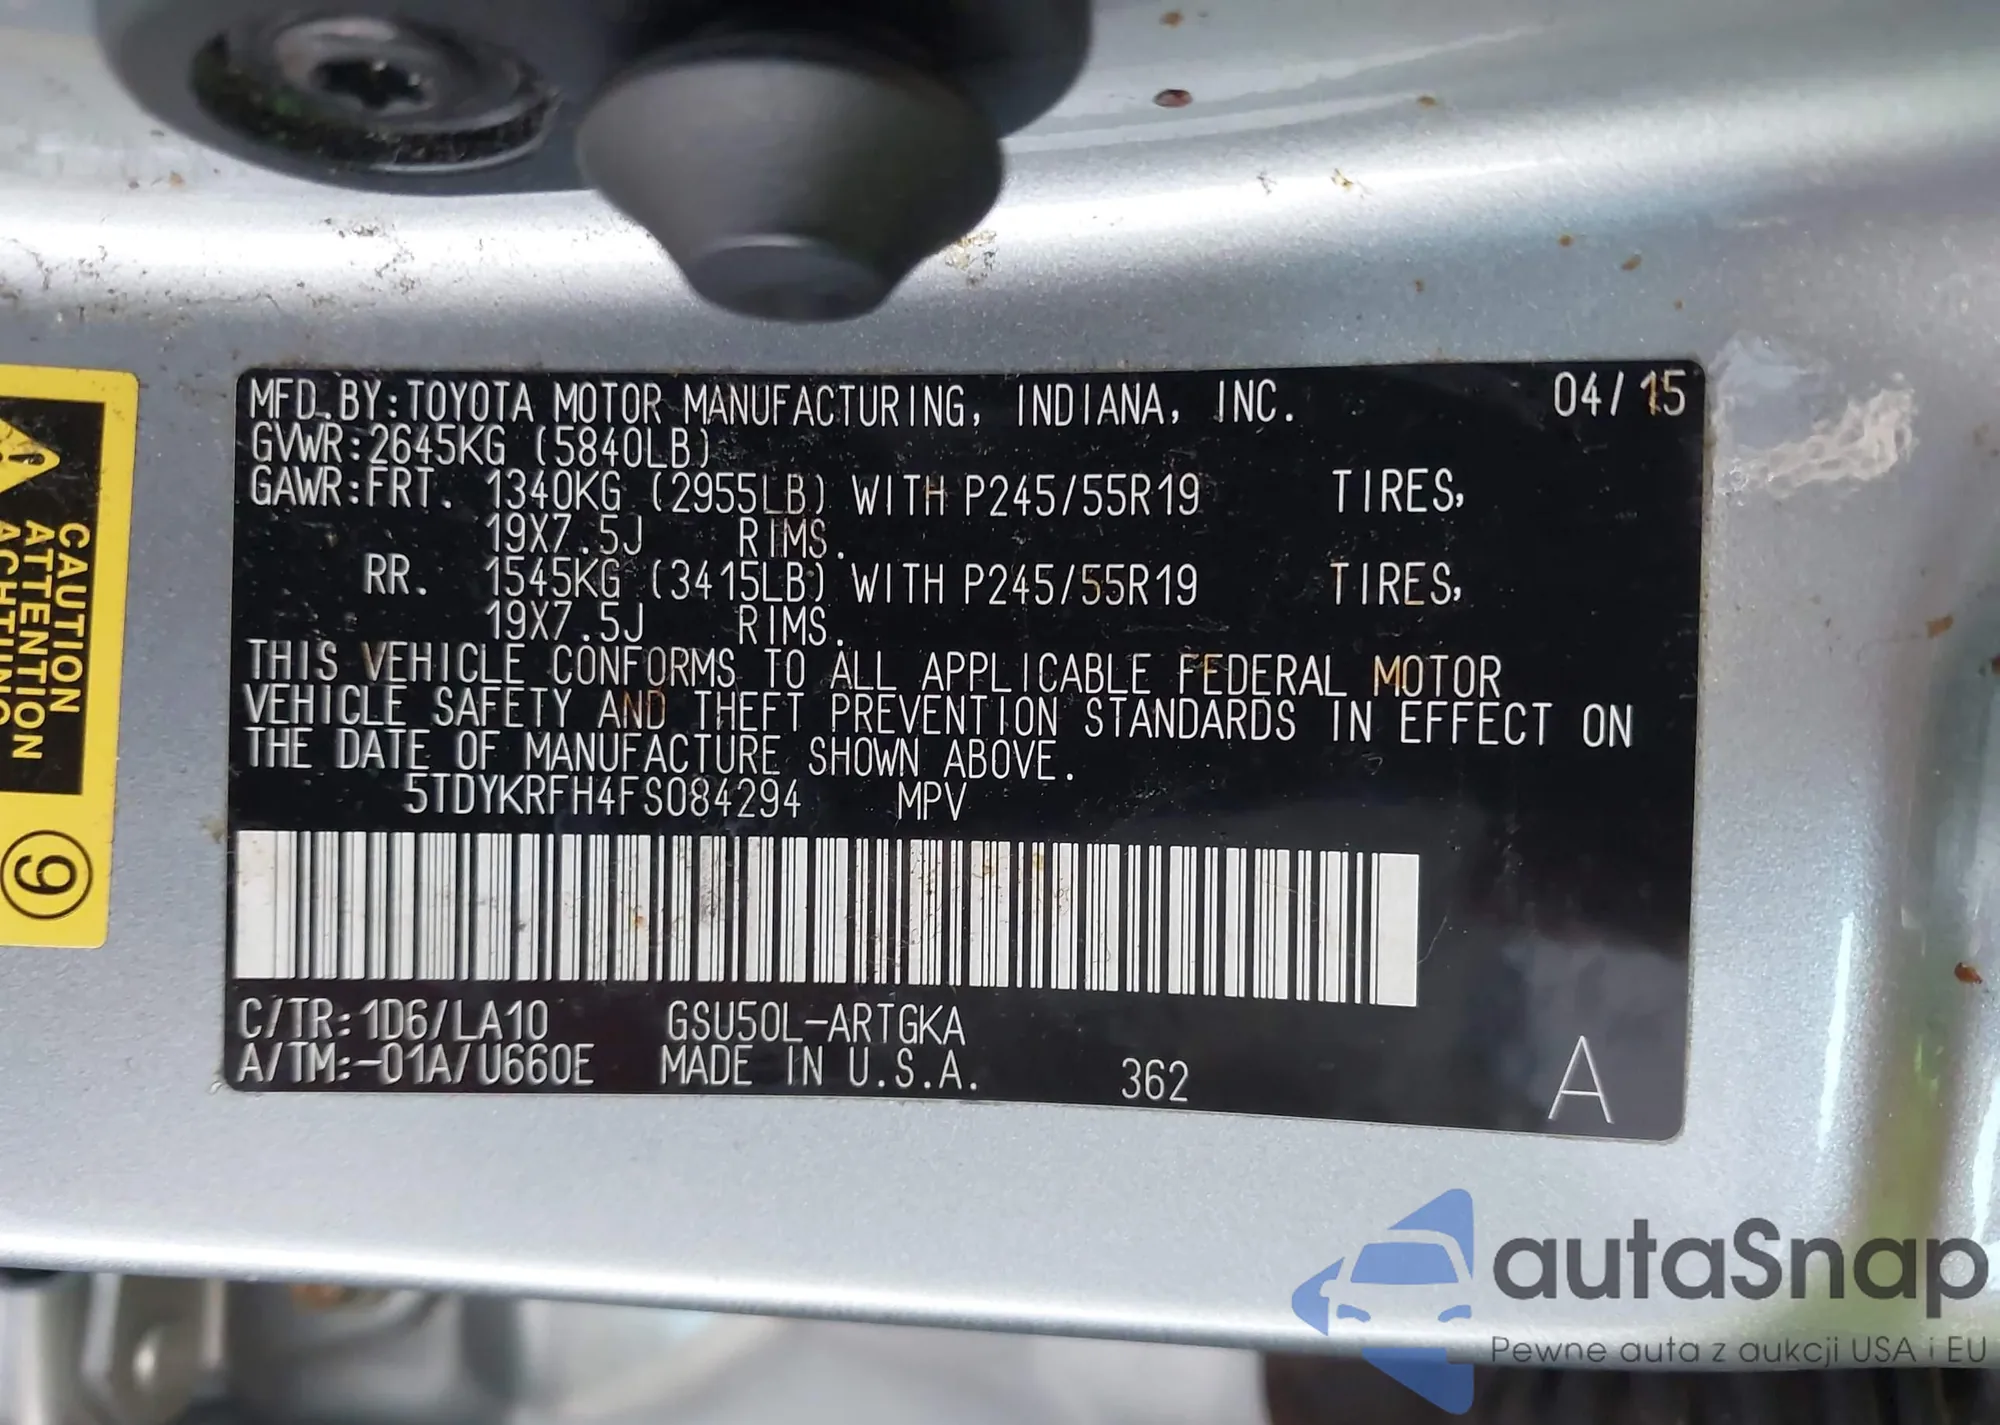 MFD. BY: TOYOTA MOTOR MANUFACTURING, INDIANA, INC. 04/15
GVWR: 2645KG (5840LB)
GAWR: FRT. 1340KG (2955LB) WITH P245/55R19 TIRES,
19X7.5J RIMS.
RR. 1545KG (3415LB) WITH P245/55R19 TIRES,
19X7.5J RIMS.
THIS VEHICLE CONFORMS TO ALL APPLICABLE FEDERAL MOTOR
VEHICLE SAFETY AND THEFT PREVENTION STANDARDS IN EFFECT ON
THE DATE OF MANUFACTURE SHOWN ABOVE.
5TDYKRFH4FS084294 MPV
C/TR: 1D6/LA10 GSU50L-ARTGKA
A/TM: -01A/U660E MADE IN U.S.A. 362 A
CAUTION
ATTENTION
ACHTUNG
9
autaSnap
Pewne auta z aukcji USA i EU